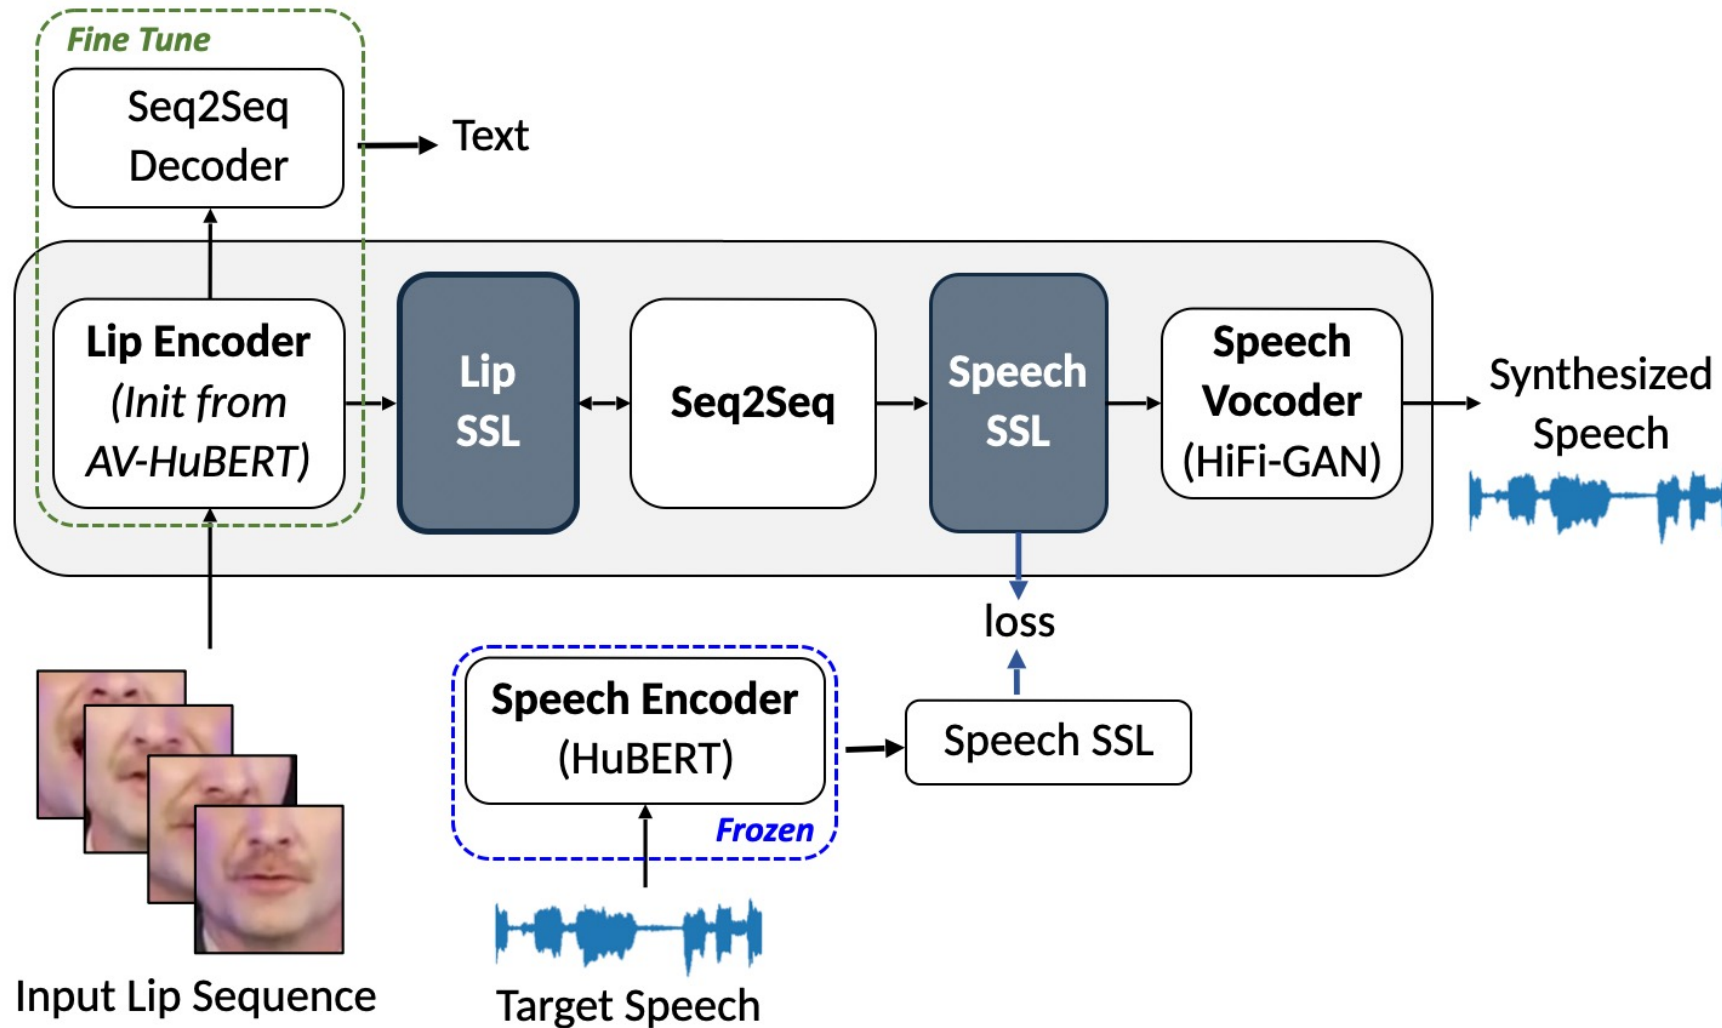 Fine Tune
Seq2Seq
Decoder
Text
Lip Encoder
(Init from
AV-HuBERT)
Lip
SSL
Seq2Seq
Speech
SSL
Speech
Vocoder
(HiFi-GAN)
Synthesized
Speech
loss
Speech Encoder
(HuBERT)
Frozen
Speech SSL
Input Lip Sequence
Target Speech